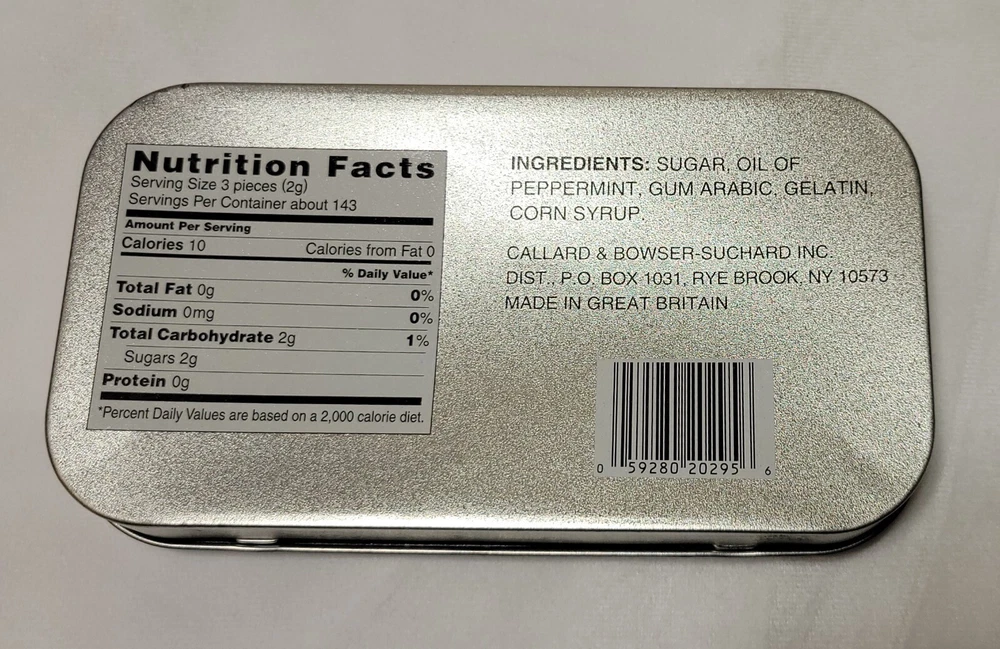 Nutrition Facts
Serving Size 3 pieces (2g)
Servings Per Container about 143
Amount Per Serving
Calories 10 Calories from Fat 0
% Daily Value*
Total Fat 0g 0%
Sodium 0mg 0%
Total Carbohydrate 2g 1%
Sugars 2g
Protein 0g
*Percent Daily Values are based on a 2,000 calorie diet.
INGREDIENTS: SUGAR, OIL OF
PEPPERMINT, GUM ARABIC, GELATIN,
CORN SYRUP.
CALLARD & BOWSER-SUCHARD INC.
DIST., P.O. BOX 1031, RYE BROOK, NY 10573
MADE IN GREAT BRITAIN
0 59280 20295 6